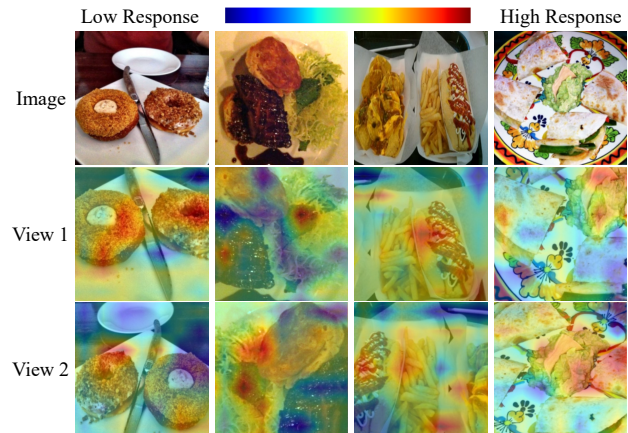 Low Response
High Response
Image
View 1
View 2